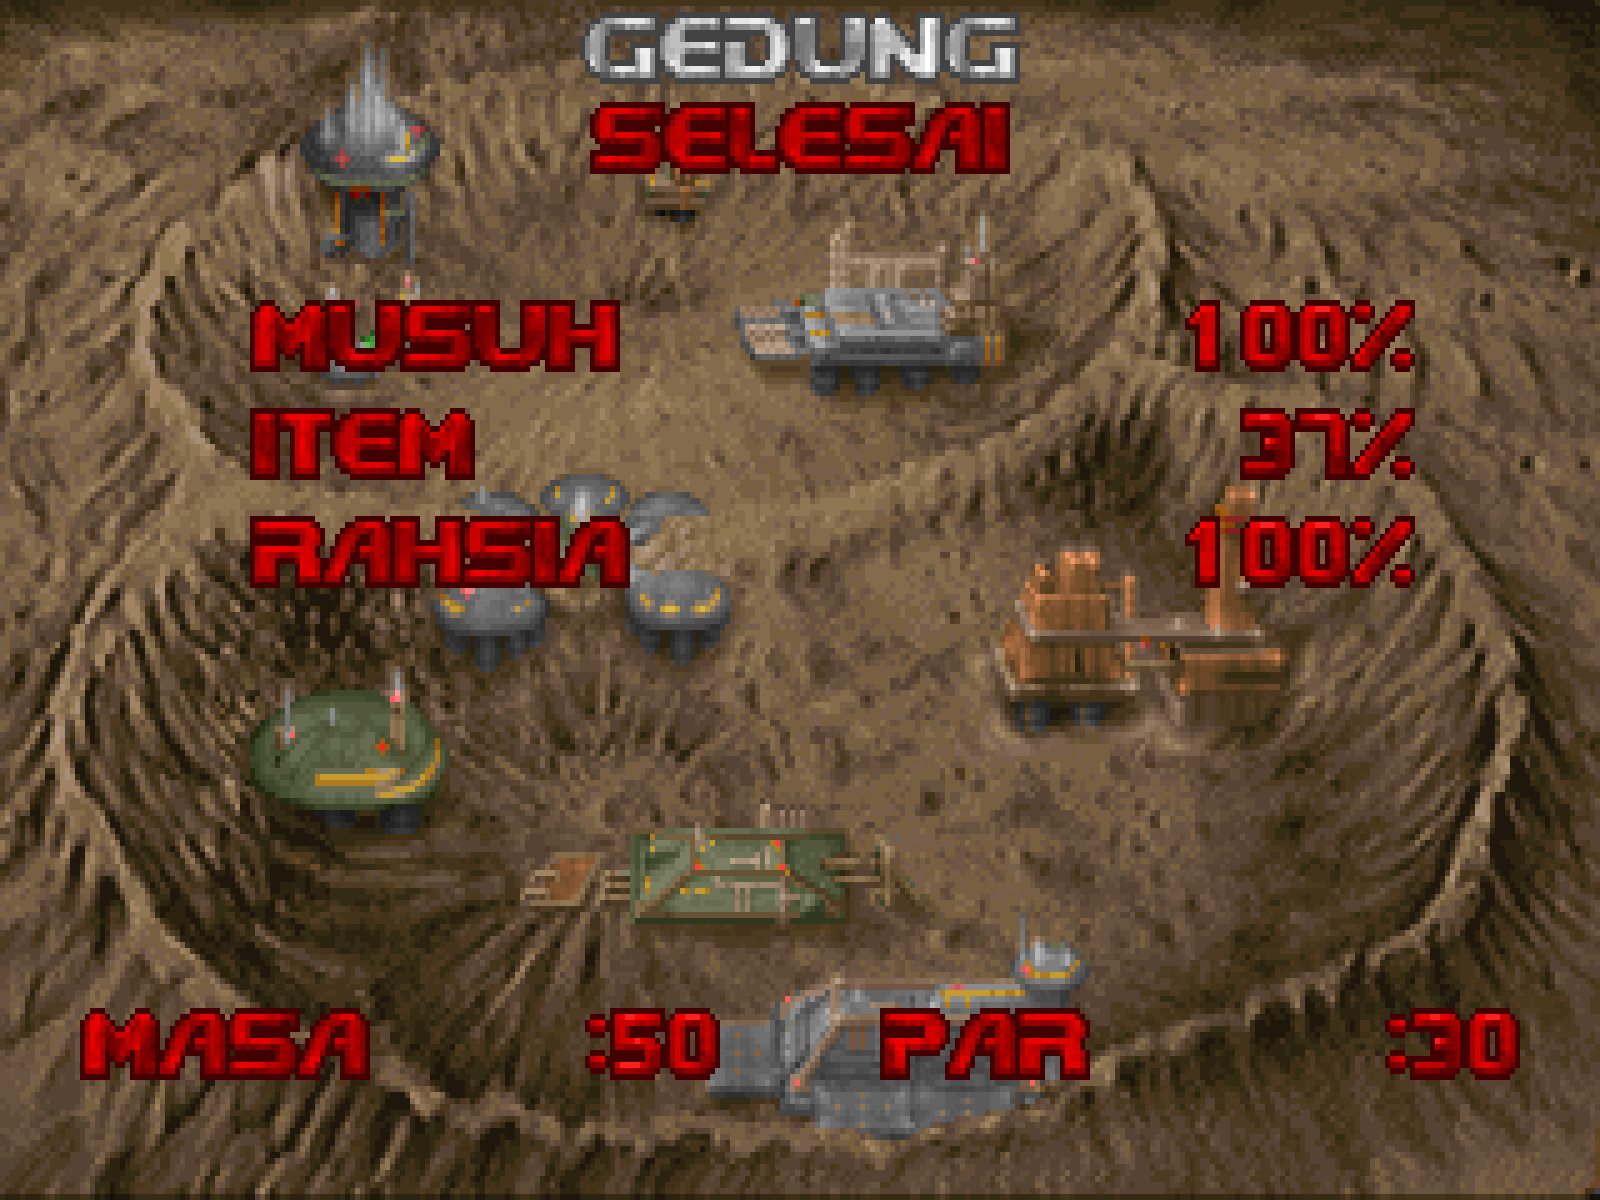 GEDUNG
SELESAI
MUSUH 100%
ITEM 37%
RAHSIA 100%
MASA :50 PAR :30